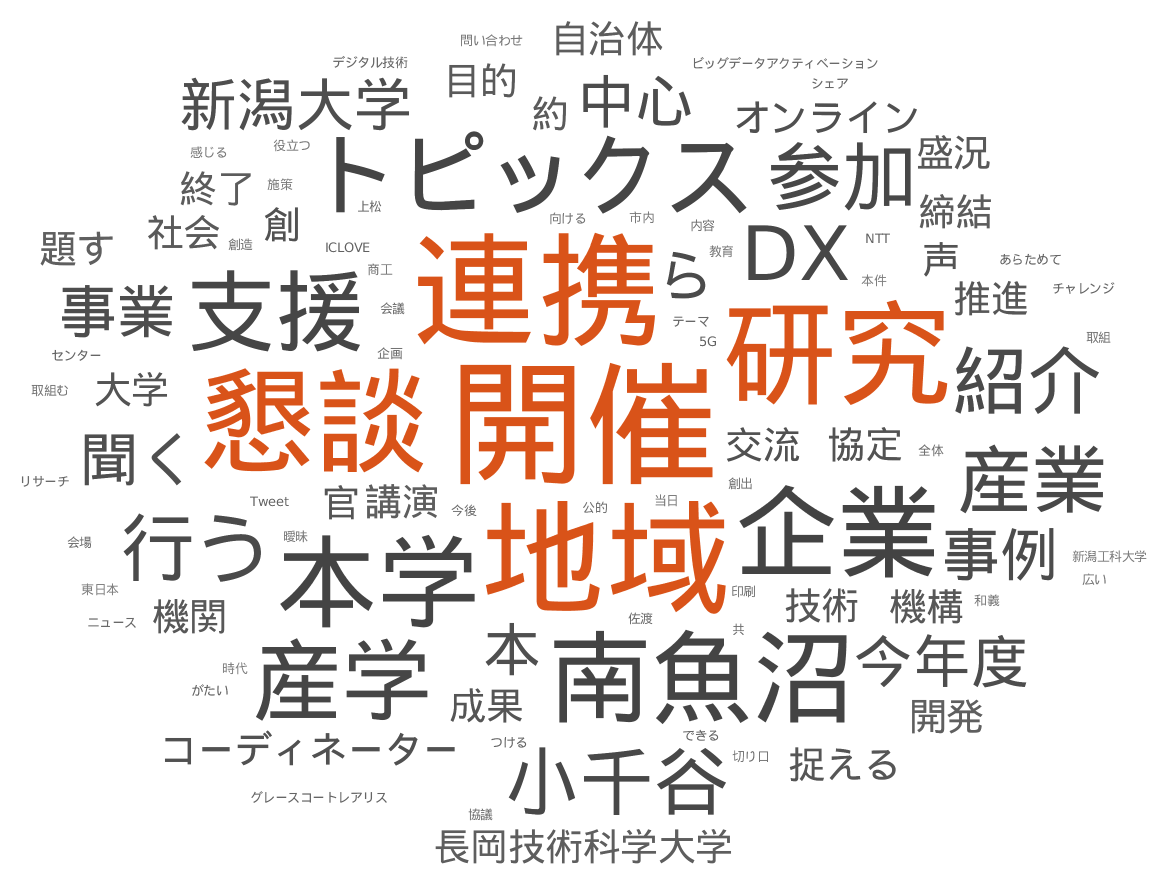 問い合わせ
自治体
デジタル技術
目的
ビッグデータアクティベーション
シェア
新潟大学
約
中心
オンライン
感じる
役立つ
トピックス
参加
盛況
終了
施策
上松
締結
題す
社会
創造
創
ICLOVE
向ける
市内
内容
教育
DX
NTT
声
あらためて
商工
連携
ら
本件
推進
チャレンジ
事業
支援
会議
テーマ
5G
研究
取組
センター
企画
紹介
取組む
大学
懇談
開催
交流
協定
全体
聞く
リサーチ
Tweet
官
講演
今後
公的
当日
創出
産業
会場
行う
曖昧
本学
地域
企業
事例
新潟工科大学
広い
東日本
ニュース
機関
佐渡
印刷
技術
機構
和義
共
時代
がたい
産学
本
成果
南魚沼
今年度
開発
コーディネーター
つける
できる
切り口
捉える
小千谷
グレースコートレアリス
協議
長岡技術科学大学